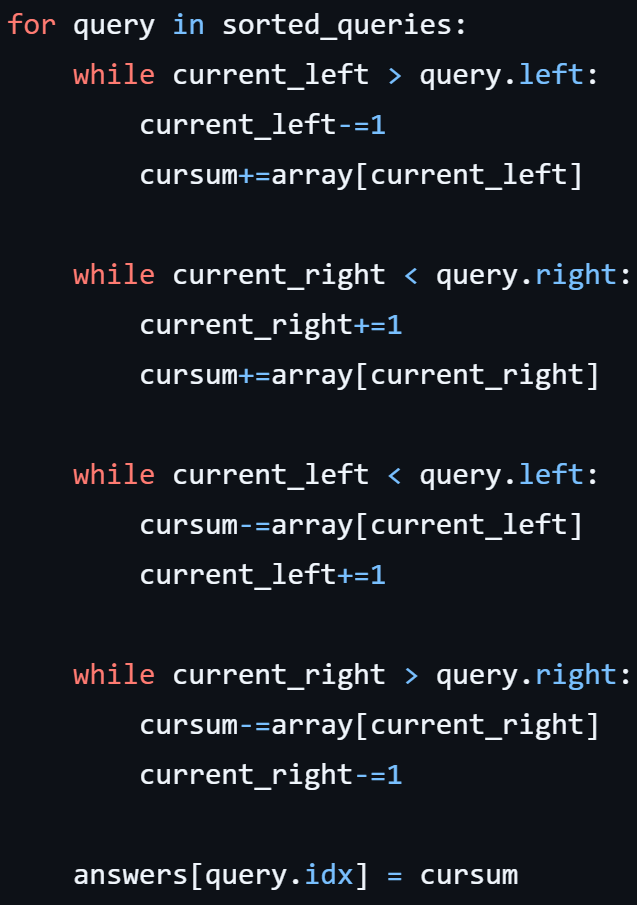 for query in sorted_queries:
    while current_left > query.left:
        current_left-=1
        cursum+=array[current_left]

    while current_right < query.right:
        current_right+=1
        cursum+=array[current_right]

    while current_left < query.left:
        cursum-=array[current_left]
        current_left+=1

    while current_right > query.right:
        cursum-=array[current_right]
        current_right-=1

    answers[query.idx] = cursum